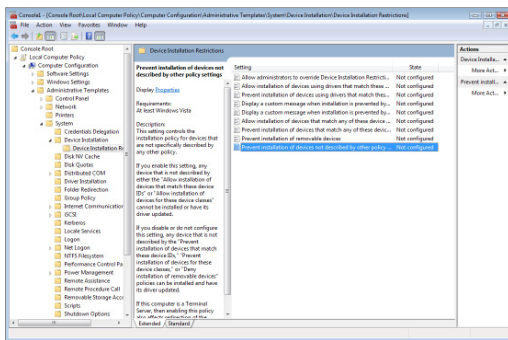 Console1 - [Console Root\Local Computer Policy\Computer Configuration\Administrative Templates\System\Device Installation\Device Installation Restrictions]
File Action View Favorites Window Help
Console Root
Local Computer Policy
Computer Configuration
Software Settings
Windows Settings
Administrative Templates
Control Panel
Network
Printers
System
Credentials Delegation
Device Installation
Device Installation Re
Disk NV Cache
Disk Quotas
Distributed COM
Driver Installation
Folder Redirection
Group Policy
Internet Communication
iSCSI
Kerberos
Locale Services
Logon
Net Logon
NTFS Filesystem
Performance Control Pa
Power Management
Remote Assistance
Remote Procedure Call
Removable Storage Acce
Scripts
Shutdown Options
Device Installation Restrictions
Prevent installation of devices not
described by other policy settings
Display Properties
Requirements:
At least Windows Vista
Description:
This setting controls the
installation policy for devices that
are not specifically described by
any other policy.
If you enable this setting, any
device that is not described by
either the "Allow installation of
devices that match these device
IDs" or "Allow installation of
devices for these device classes"
cannot be installed or have its
driver updated.
If you disable or do not configure
this setting, any device that is not
described by the "Prevent
installation of devices that match
these device IDs," "Prevent
installation of devices for these
device classes," or "Deny
installation of removable devices"
policies can be installed and have
its driver updated.
If this computer is a Terminal
Server, then enabling this policy
also affects redirection of the
Setting State
Allow administrators to override Device Installation Restricti... Not configured
Allow installation of devices using drivers that match these ... Not configured
Prevent installation of devices using drivers that match thes... Not configured
Display a custom message when installation is prevented by... Not configured
Display a custom message when installation is prevented by... Not configured
Allow installation of devices that match any of these device ... Not configured
Prevent installation of devices that match any of these devic... Not configured
Prevent installation of removable devices Not configured
Prevent installation of devices not described by other policy ... Not configured
Extended Standard
Actions
Device Installa...
More Act...
Prevent install...
More Act...